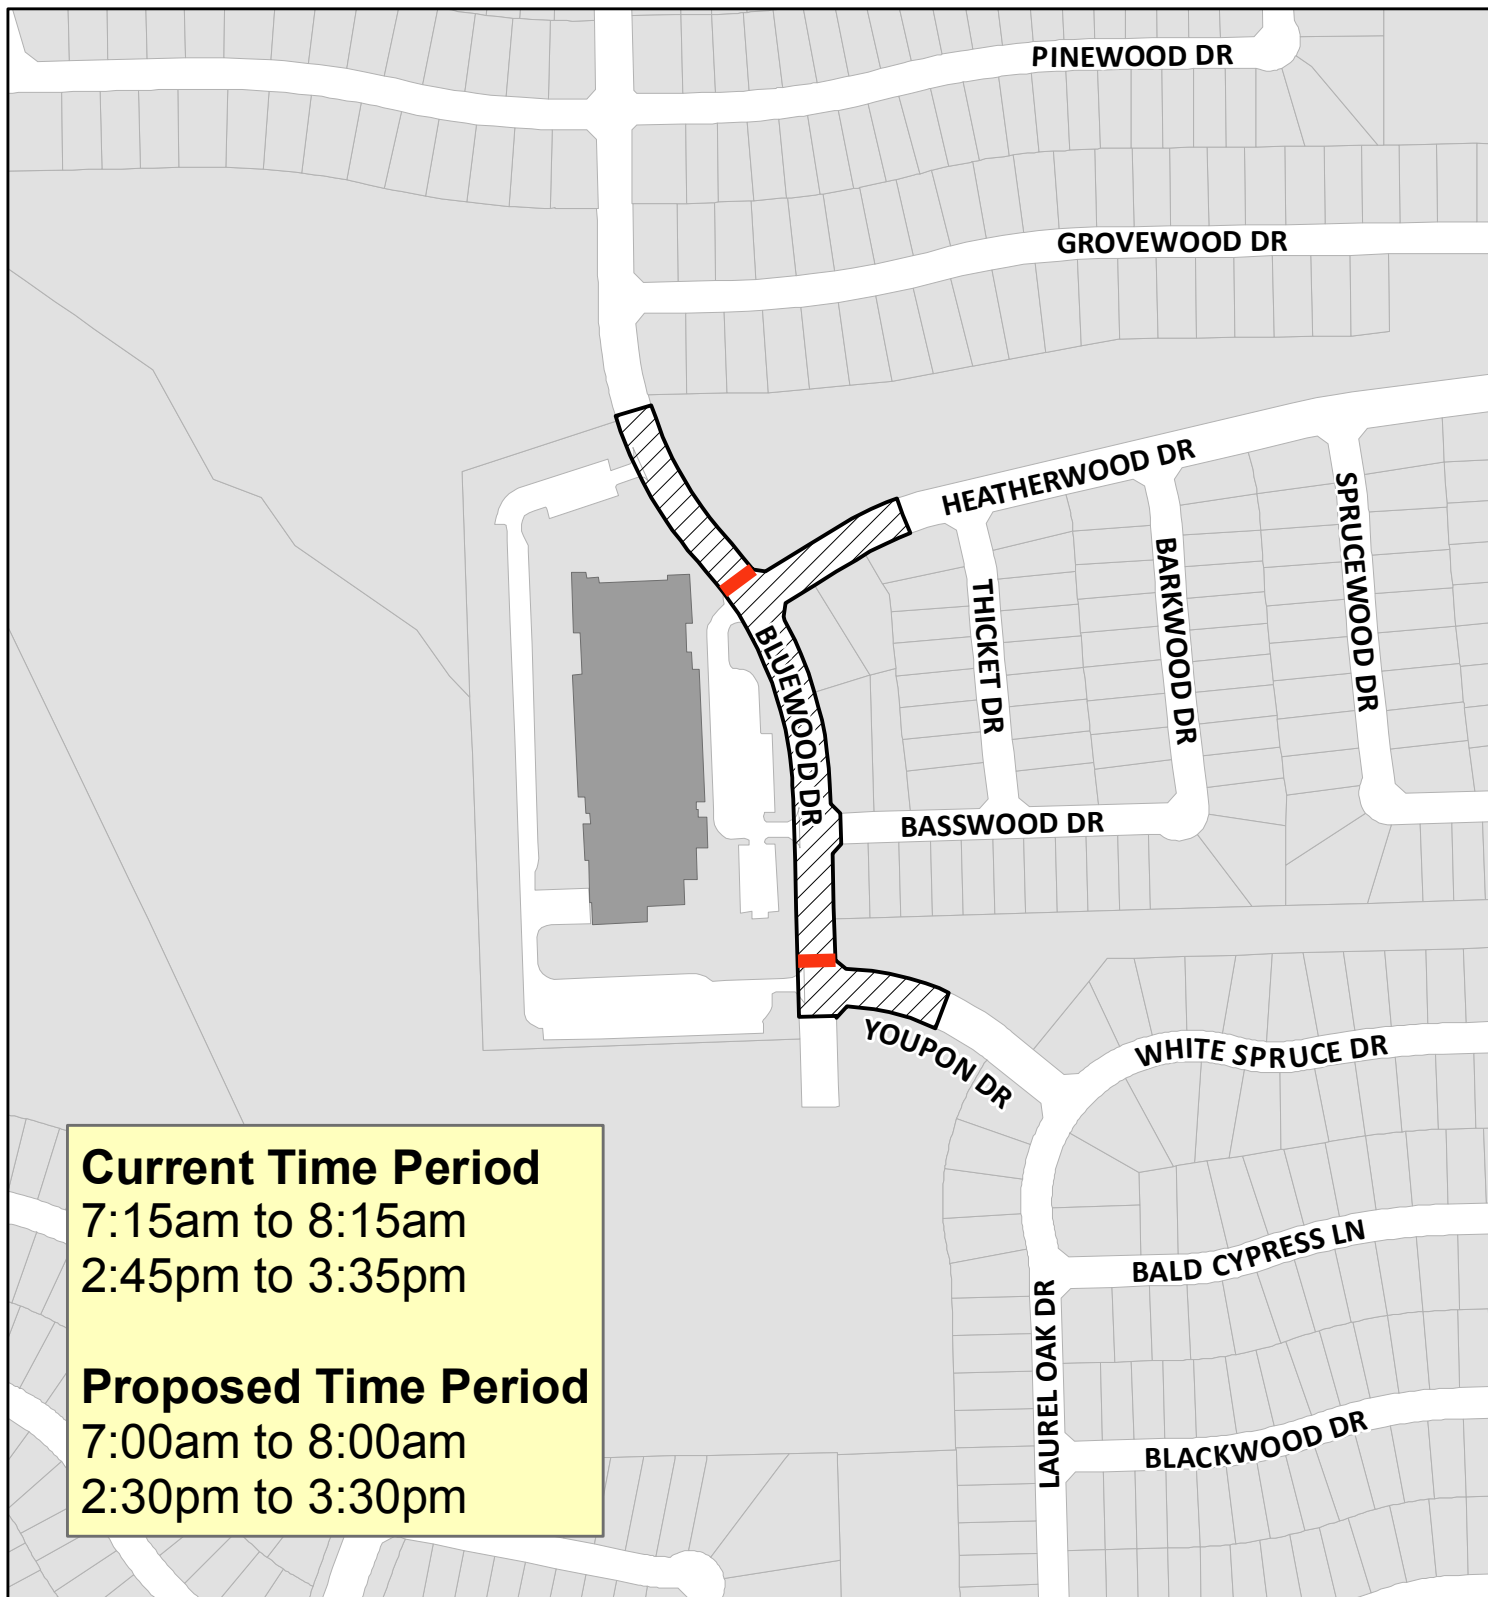 PINEWOOD DR
GROVEWOOD DR
HEATHERWOOD DR
SPRUCEWOOD DR
BARKWOOD DR
THICKET DR
BLUEWOOD DR
BASSWOOD DR
YOUPON DR
WHITE SPRUCE DR
BALD CYPRESS LN
LAUREL OAK DR
BLACKWOOD DR
Current Time Period
7:15am to 8:15am
2:45pm to 3:35pm
Proposed Time Period
7:00am to 8:00am
2:30pm to 3:30pm